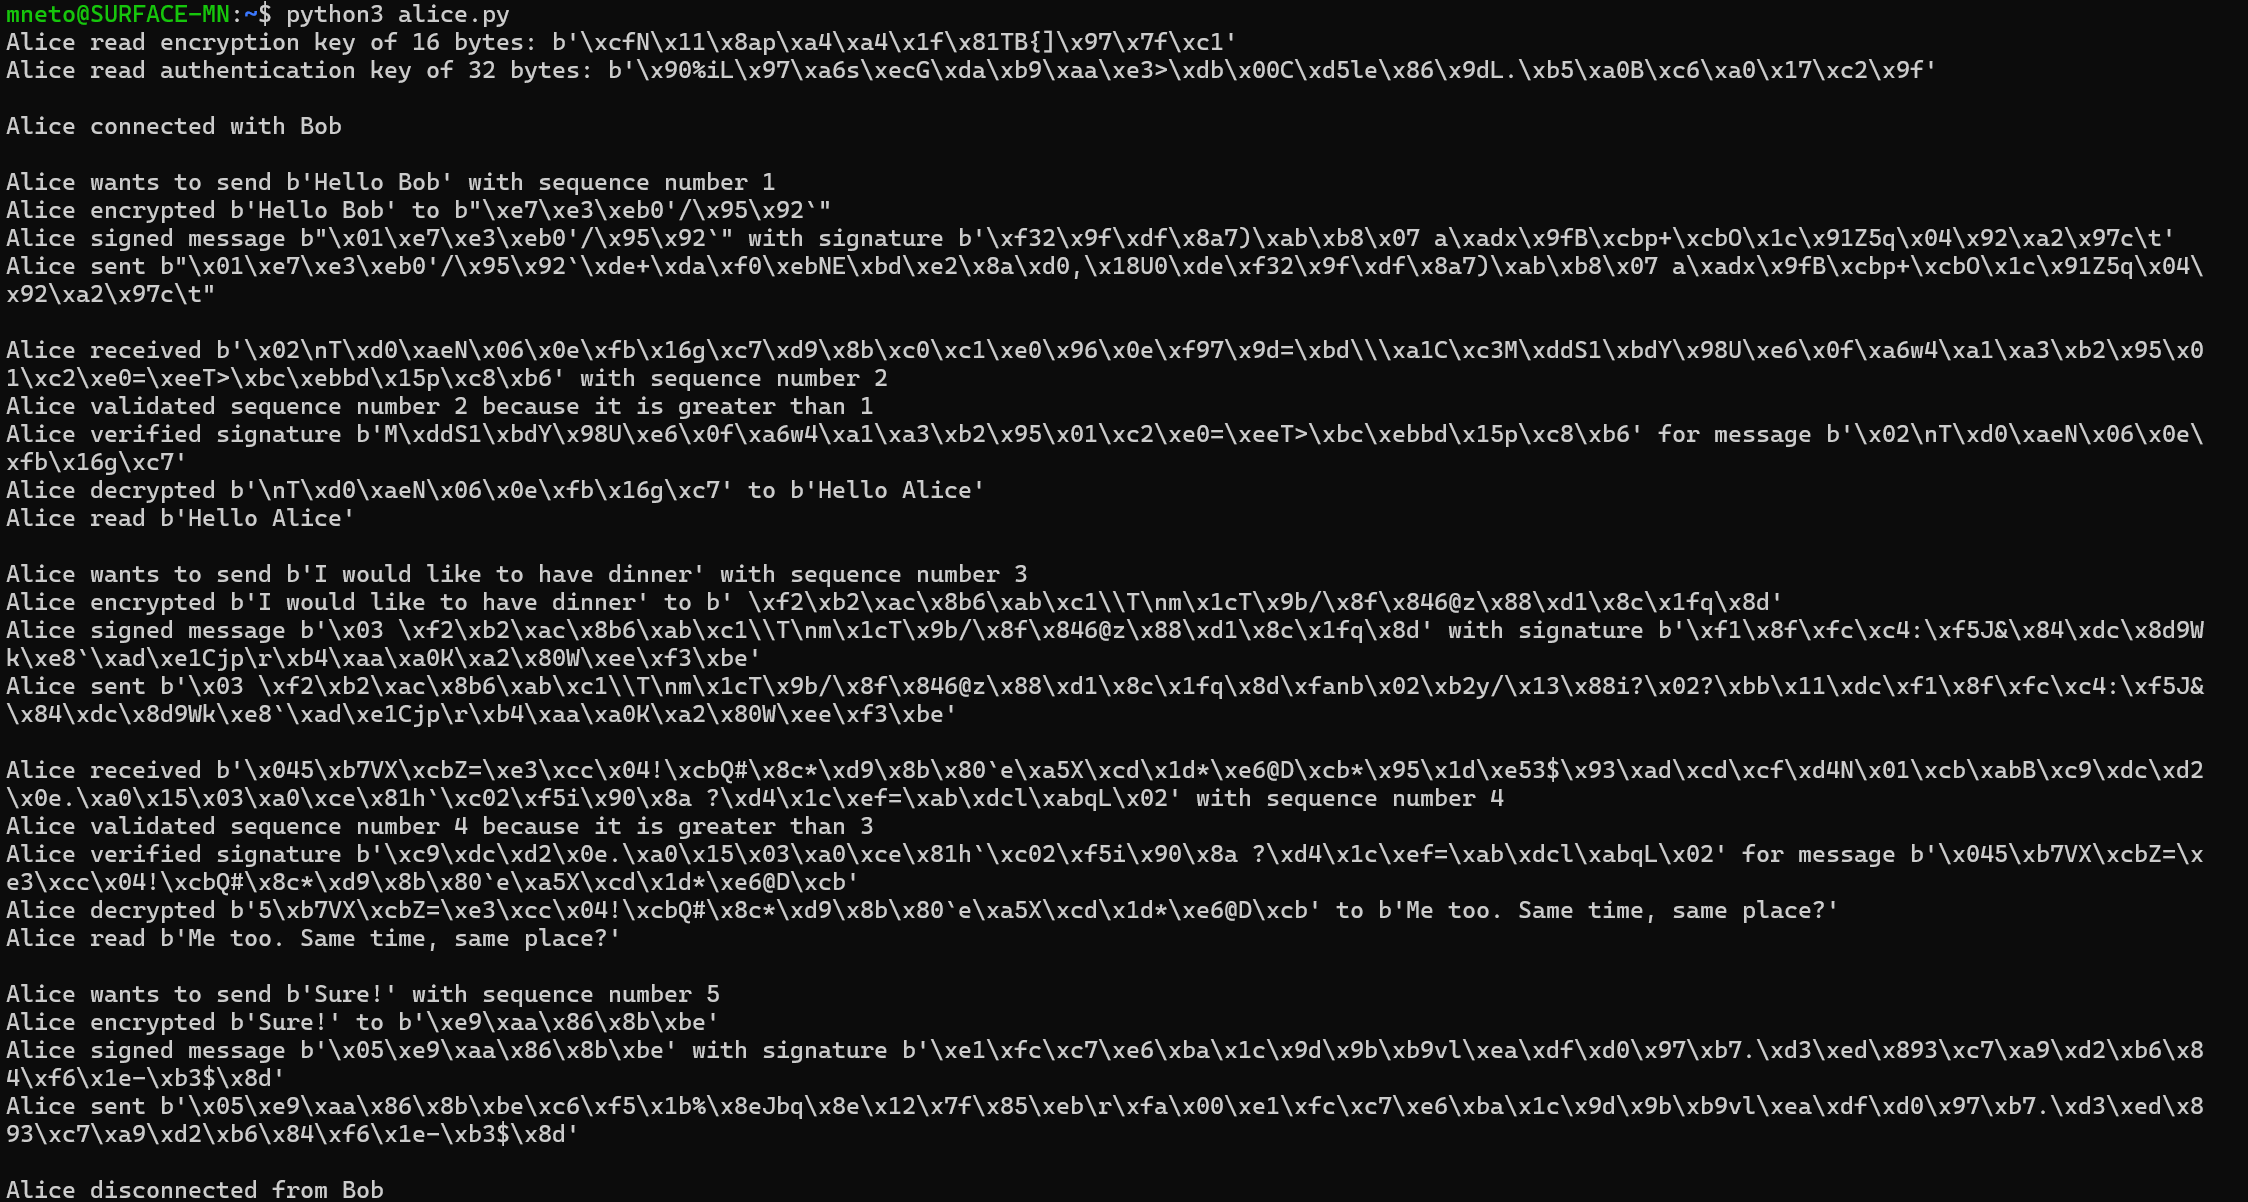 mneto@SURFACE-MN:~$ python3 alice.py
Alice read encryption key of 16 bytes: b'\xcfN\x11\x8ap\xa4\xa4\x1f\x81TB{]\x97\x7f\xc1'
Alice read authentication key of 32 bytes: b'\x90%iL\x97\xa6s\xecG\xda\xb9\xaa\xe3>\xdb\x00C\xd5le\x86\x9dL.\xb5\xa0B\xc6\xa0\x17\xc2\x9f'
Alice connected with Bob
Alice wants to send b'Hello Bob' with sequence number 1
Alice encrypted b'Hello Bob' to b"\xe7\xe3\xeb0'/\x95\x92`"
Alice signed message b"\x01\xe7\xe3\xeb0'/\x95\x92`" with signature b'\xf32\x9f\xdf\x8a7)\xab\xb8\x07 a\xadx\x9fB\xcbp+\xcbO\x1c\x91Z5q\x04\x92\xa2\x97c\t'
Alice sent b"\x01\xe7\xe3\xeb0'/\x95\x92`\xde+\xda\xf0\xebNE\xbd\xe2\x8a\xd0,\x18U0\xde\xf32\x9f\xdf\x8a7)\xab\xb8\x07 a\xadx\x9fB\xcbp+\xcbO\x1c\x91Z5q\x04\
x92\xa2\x97c\t"
Alice received b'\x02\nT\xd0\xaeN\x06\x0e\xfb\x16g\xc7\xd9\x8b\xc0\xc1\xe0\x96\x0e\xf97\x9d=\xbd\\\xa1C\xc3M\xddS1\xbdY\x98U\xe6\x0f\xa6w4\xa1\xa3\xb2\x95\x0
1\xc2\xe0=\xeeT>\xbc\xebbd\x15p\xc8\xb6' with sequence number 2
Alice validated sequence number 2 because it is greater than 1
Alice verified signature b'M\xddS1\xbdY\x98U\xe6\x0f\xa6w4\xa1\xa3\xb2\x95\x01\xc2\xe0=\xeeT>\xbc\xebbd\x15p\xc8\xb6' for message b'\x02\nT\xd0\xaeN\x06\x0e\
xfb\x16g\xc7'
Alice decrypted b'\nT\xd0\xaeN\x06\x0e\xfb\x16g\xc7' to b'Hello Alice'
Alice read b'Hello Alice'
Alice wants to send b'I would like to have dinner' with sequence number 3
Alice encrypted b'I would like to have dinner' to b' \xf2\xb2\xac\x8b6\xab\xc1\\T\nm\x1cT\x9b/\x8f\x846@z\x88\xd1\x8c\x1fq\x8d'
Alice signed message b'\x03 \xf2\xb2\xac\x8b6\xab\xc1\\T\nm\x1cT\x9b/\x8f\x846@z\x88\xd1\x8c\x1fq\x8d' with signature b'\xf1\x8f\xfc\xc4:\xf5J&\x84\xdc\x8d9W
k\xe8`\xad\xe1Cjp\r\xb4\xaa\xa0K\xa2\x80W\xee\xf3\xbe'
Alice sent b'\x03 \xf2\xb2\xac\x8b6\xab\xc1\\T\nm\x1cT\x9b/\x8f\x846@z\x88\xd1\x8c\x1fq\x8d\xfanb\x02\xb2y/\x13\x88i?\x02?\xbb\x11\xdc\xf1\x8f\xfc\xc4:\xf5J&
\x84\xdc\x8d9Wk\xe8`\xad\xe1Cjp\r\xb4\xaa\xa0K\xa2\x80W\xee\xf3\xbe'
Alice received b'\x045\xb7VX\xcbZ=\xe3\xcc\x04!\xcbQ#\x8c*\xd9\x8b\x80`e\xa5X\xcd\x1d*\xe6@D\xcb*\x95\x1d\xe53$\x93\xad\xcd\xcf\xd4N\x01\xcb\xabB\xc9\xdc\xd2
\x0e.\xa0\x15\x03\xa0\xce\x81h`\xc02\xf5i\x90\x8a ?\xd4\x1c\xef=\xab\xdcl\xabqL\x02' with sequence number 4
Alice validated sequence number 4 because it is greater than 3
Alice verified signature b'\xc9\xdc\xd2\x0e.\xa0\x15\x03\xa0\xce\x81h`\xc02\xf5i\x90\x8a ?\xd4\x1c\xef=\xab\xdcl\xabqL\x02' for message b'\x045\xb7VX\xcbZ=\x
e3\xcc\x04!\xcbQ#\x8c*\xd9\x8b\x80`e\xa5X\xcd\x1d*\xe6@D\xcb'
Alice decrypted b'5\xb7VX\xcbZ=\xe3\xcc\x04!\xcbQ#\x8c*\xd9\x8b\x80`e\xa5X\xcd\x1d*\xe6@D\xcb' to b'Me too. Same time, same place?'
Alice read b'Me too. Same time, same place?'
Alice wants to send b'Sure!' with sequence number 5
Alice encrypted b'Sure!' to b'\xe9\xaa\x86\x8b\xbe'
Alice signed message b'\x05\xe9\xaa\x86\x8b\xbe' with signature b'\xe1\xfc\xc7\xe6\xba\x1c\x9d\x9b\xb9vl\xea\xdf\xd0\x97\xb7.\xd3\xed\x893\xc7\xa9\xd2\xb6\x8
4\xf6\x1e-\xb3$\x8d'
Alice sent b'\x05\xe9\xaa\x86\x8b\xbe\xc6\xf5\x1b%\x8eJbq\x8e\x12\x7f\x85\xeb\r\xfa\x00\xe1\xfc\xc7\xe6\xba\x1c\x9d\x9b\xb9vl\xea\xdf\xd0\x97\xb7.\xd3\xed\x8
93\xc7\xa9\xd2\xb6\x84\xf6\x1e-\xb3$\x8d'
Alice disconnected from Bob